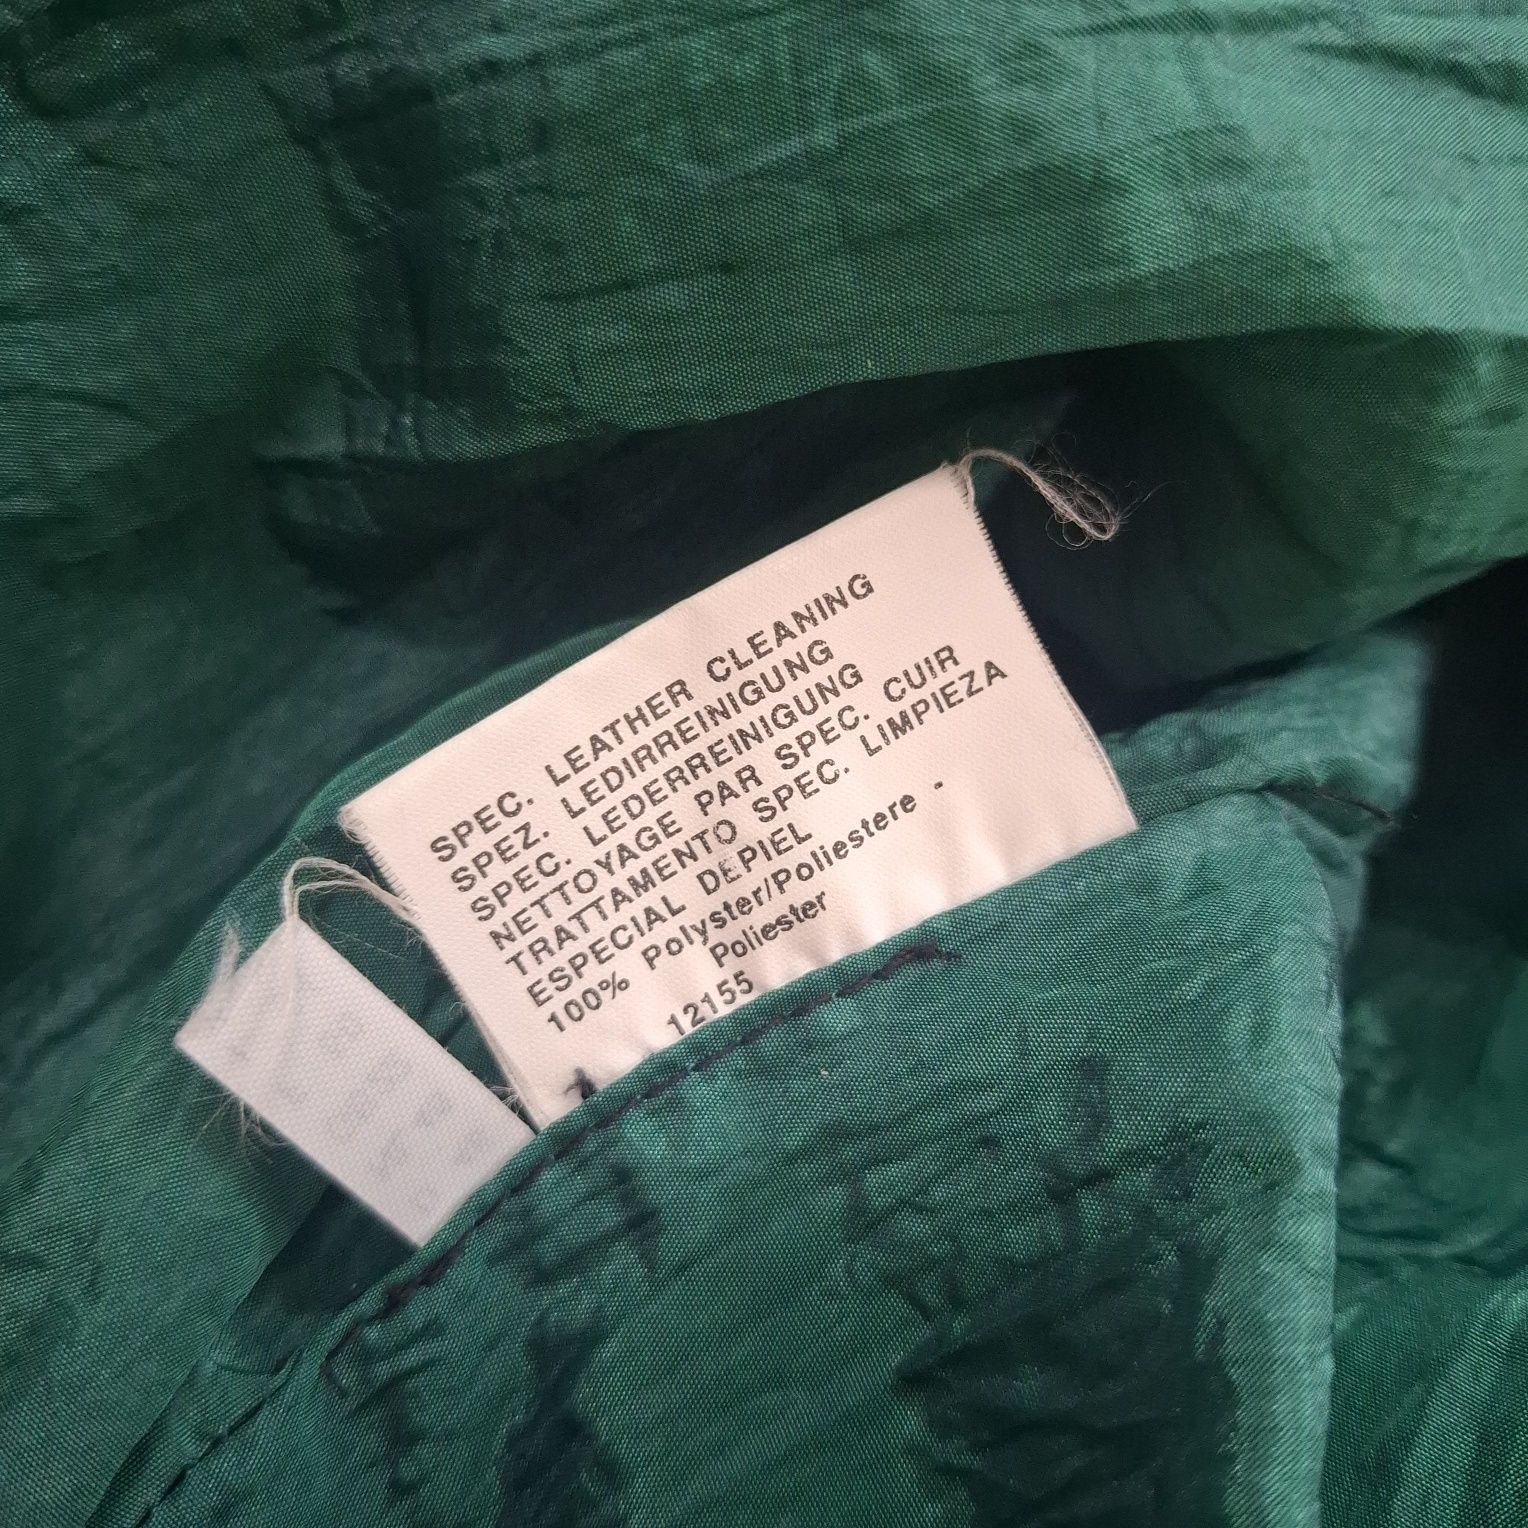 SPEC. LEATHER CLEANING
SPEZ. LEDIRREINIGUNG
SPEC. LEDERREINIGUNG
NETTOYAGE PAR SPEC. CUIR
TRATTAMENTO SPEC. LIMPIEZA
ESPECIAL DEPIEL
100% Polyster/Poliestere -
Poliester
12155